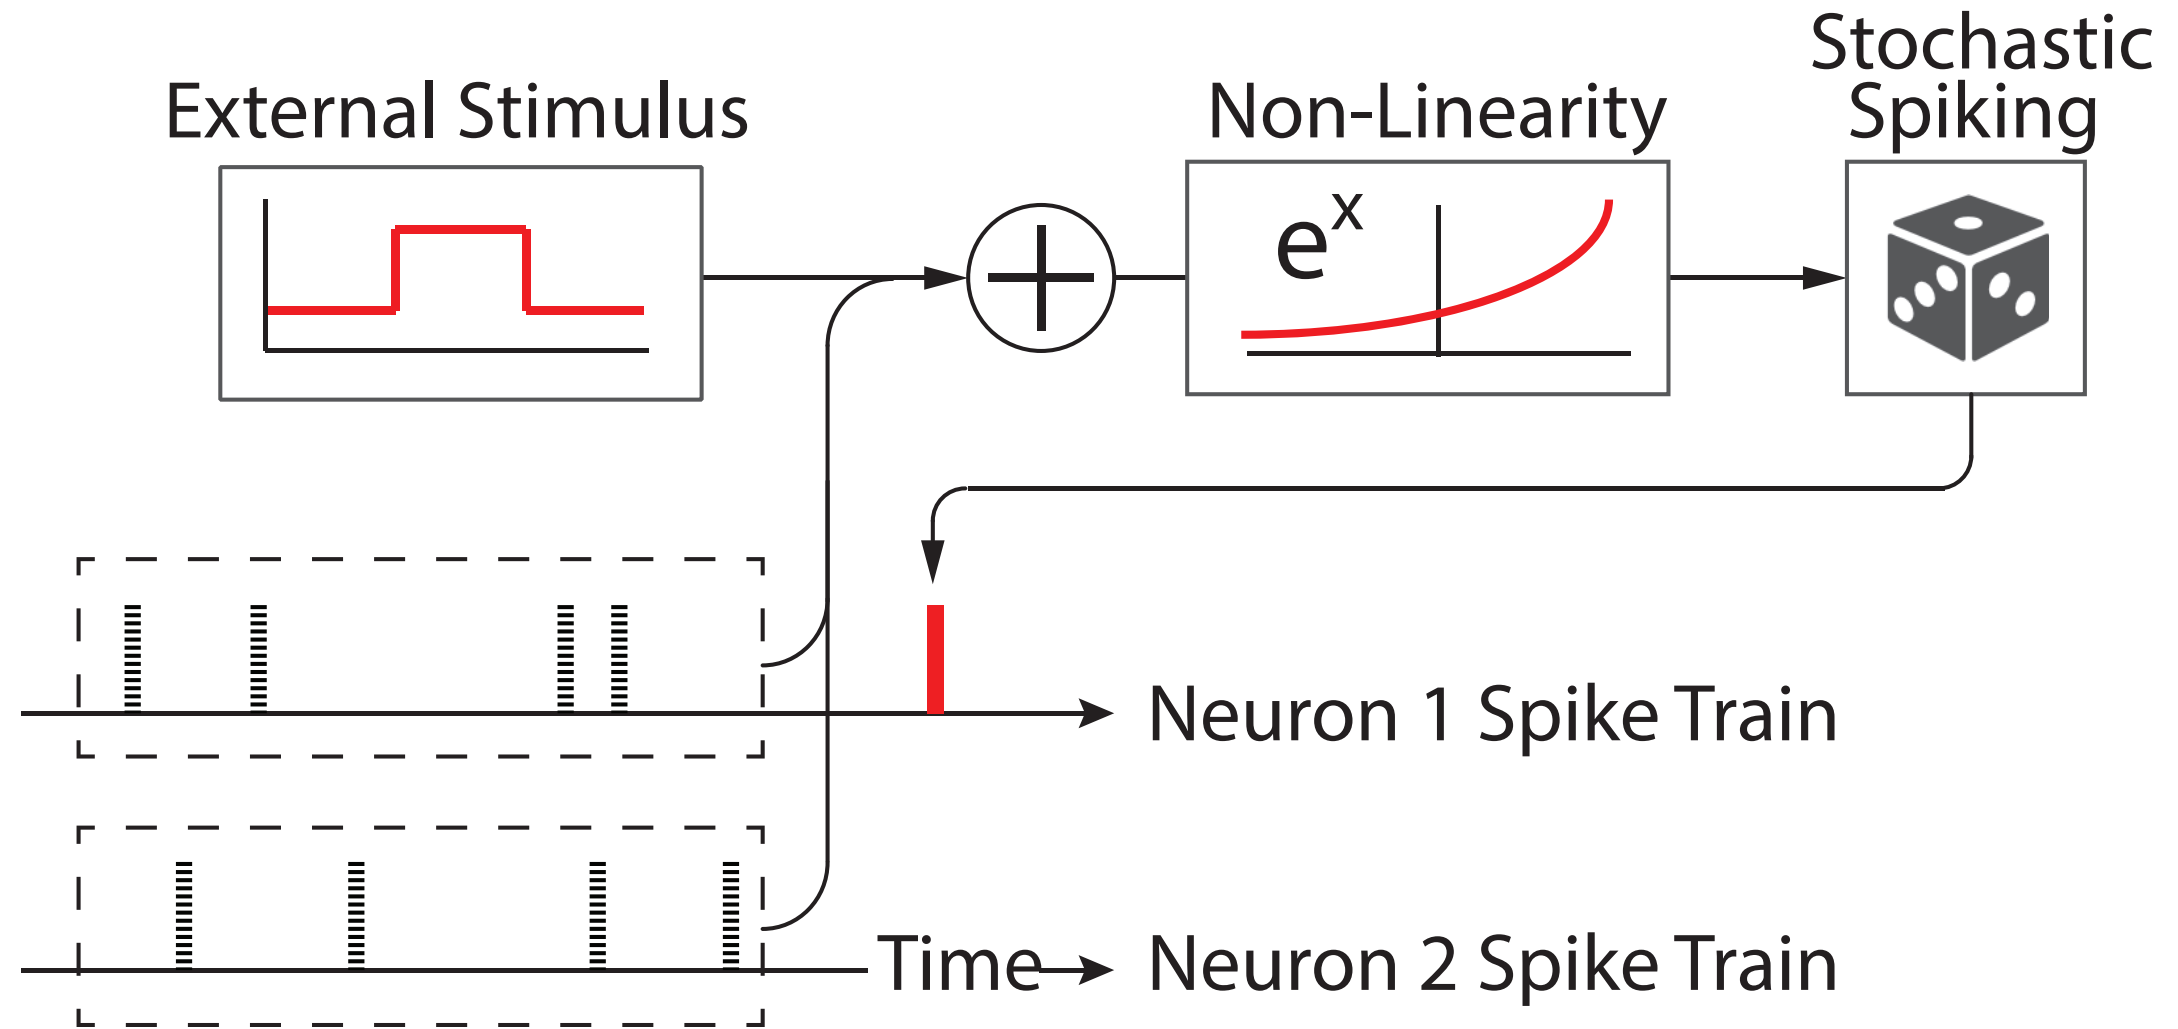 External Stimulus
Non-Linearity
Stochastic
Spiking
e^x
Neuron 1 Spike Train
Time
Neuron 2 Spike Train